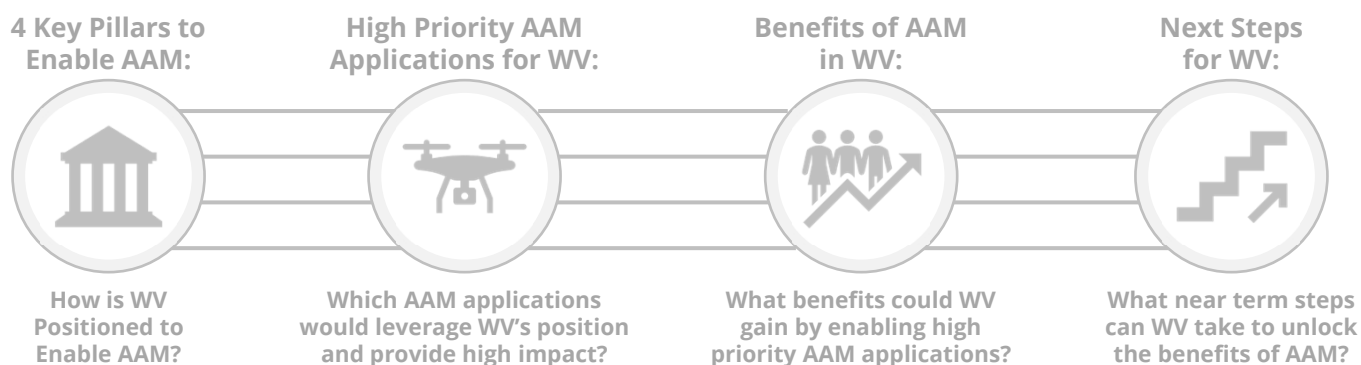 4 Key Pillars to
Enable AAM:
High Priority AAM
Applications for WV:
Benefits of AAM
in WV:
Next Steps
for WV:
How is WV
Positioned to
Enable AAM?
Which AAM applications
would leverage WV's position
and provide high impact?
What benefits could WV
gain by enabling high
priority AAM applications?
What near term steps
can WV take to unlock
the benefits of AAM?